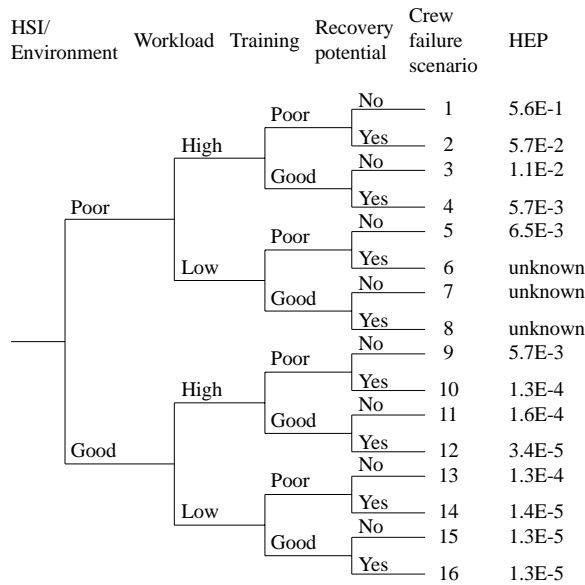 HSI/
Environment
Workload
Training
Recovery
potential
Crew
failure
scenario
HEP
No 1 5.6E-1
Poor
Yes 2 5.7E-2
High
No 3 1.1E-2
Good
Yes 4 5.7E-3
Poor
No 5 6.5E-3
Poor
Yes 6 unknown
Low
No 7 unknown
Good
Yes 8 unknown
No 9 5.7E-3
Poor
Yes 10 1.3E-4
High
No 11 1.6E-4
Good
Yes 12 3.4E-5
Good
No 13 1.3E-4
Poor
Yes 14 1.4E-5
Low
No 15 1.3E-5
Good
Yes 16 1.3E-5